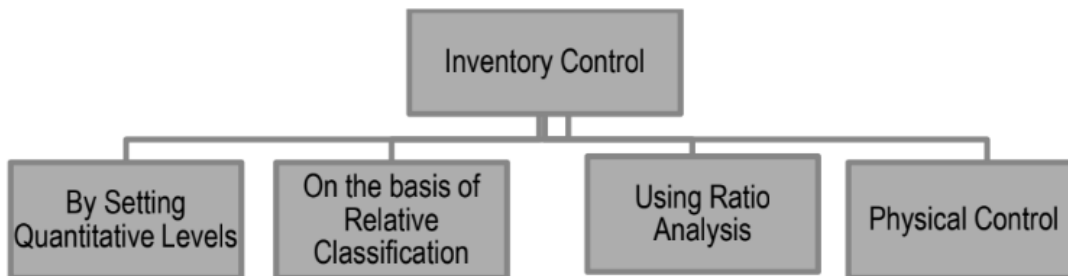 Inventory Control
By Setting
Quantitative Levels
On the basis of
Relative
Classification
Using Ratio
Analysis
Physical Control